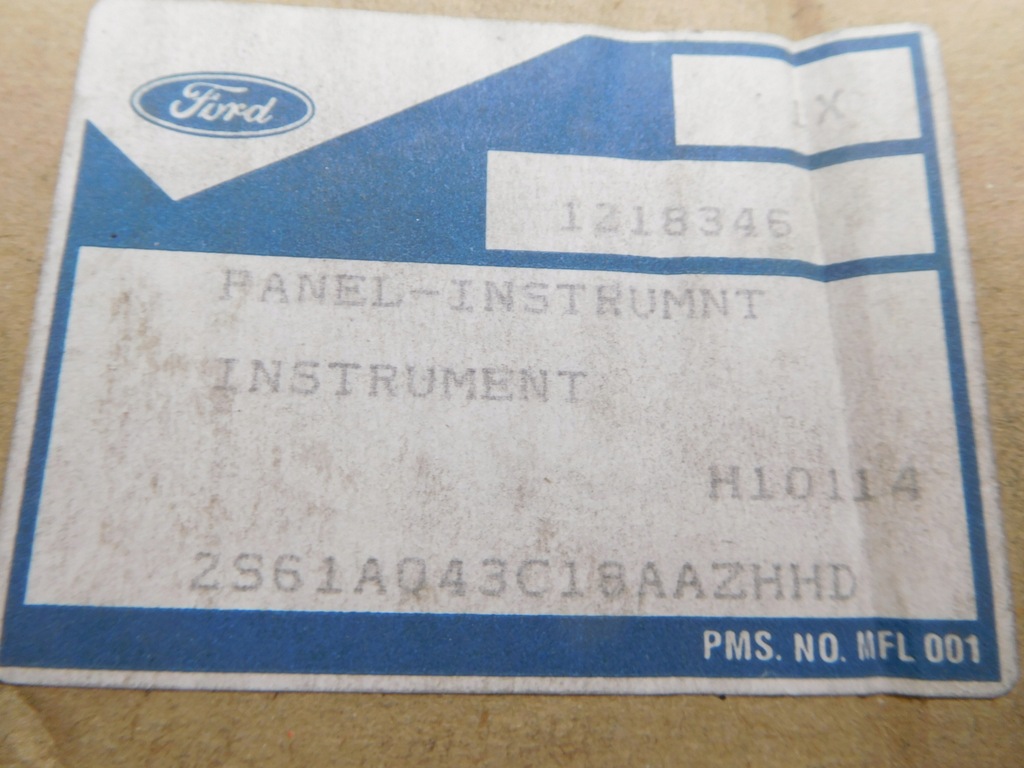 Ford
1X
1218346
PANEL-INSTRUMNT
INSTRUMENT
H10114
2S61A043C18AAZHHD
PMS. NO. MFL 001